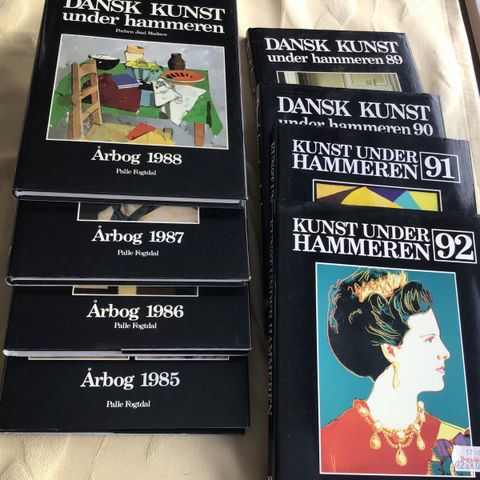 DANSK KUNST
under hammeren
Preben Juul Madsen
Årbog 1988
Palle Fogtdal
Årbog 1987
Palle Fogtdal
Årbog 1986
Palle Fogtdal
Årbog 1985
Palle Fogtdal
DANSK KUNST
under hammeren 89
DANSK KUNST
under hammeren 90
KUNST UNDER
HAMMEREN 91
KUNST UNDER
HAMMEREN 92